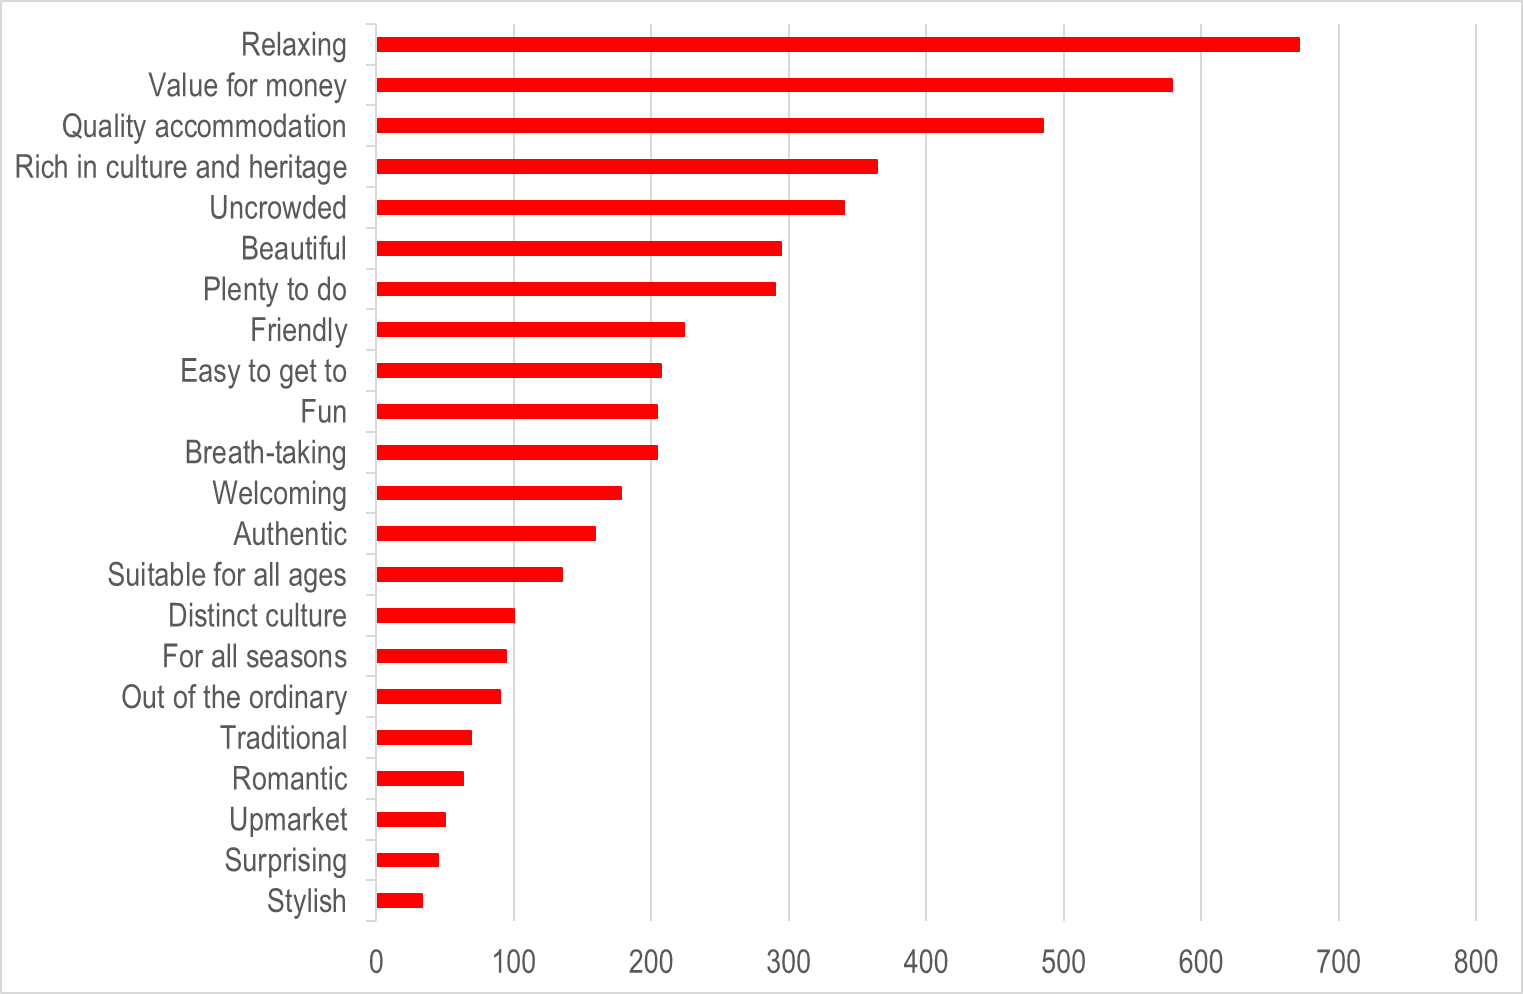 Relaxing
Value for money
Quality accommodation
Rich in culture and heritage
Uncrowded
Beautiful
Plenty to do
Friendly
Easy to get to
Fun
Breath-taking
Welcoming
Authentic
Suitable for all ages
Distinct culture
For all seasons
Out of the ordinary
Traditional
Romantic
Upmarket
Surprising
Stylish
0 100 200 300 400 500 600 700 800